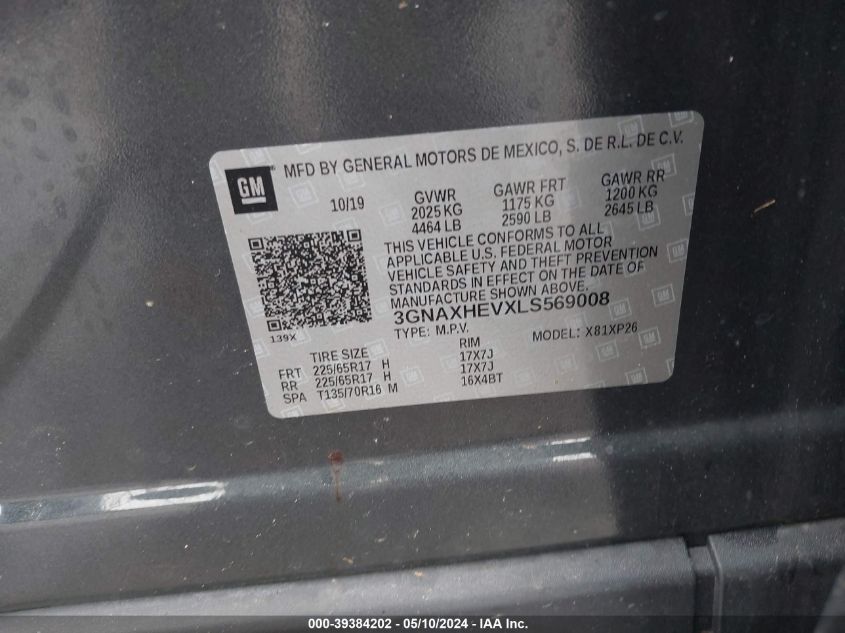 MFD BY GENERAL MOTORS DE MEXICO, S. DE R.L. DE C.V.
GM
10/19 GVWR GAWR FRT GAWR RR
2025 KG 1175 KG 1200 KG
4464 LB 2590 LB 2645 LB
THIS VEHICLE CONFORMS TO ALL
APPLICABLE U.S. FEDERAL MOTOR
VEHICLE SAFETY AND THEFT PREVENTION
STANDARDS IN EFFECT ON THE DATE OF
MANUFACTURE SHOWN ABOVE.
3GNAXHEVXLS569008
139X
TYPE: M.P.V. MODEL: X81XP26
TIRE SIZE RIM
FRT 225/65R17 H 17X7J
RR 225/65R17 H 17X7J
SPA T135/70R16 M 16X4BT
000-39384202 - 05/10/2024 - IAA Inc.